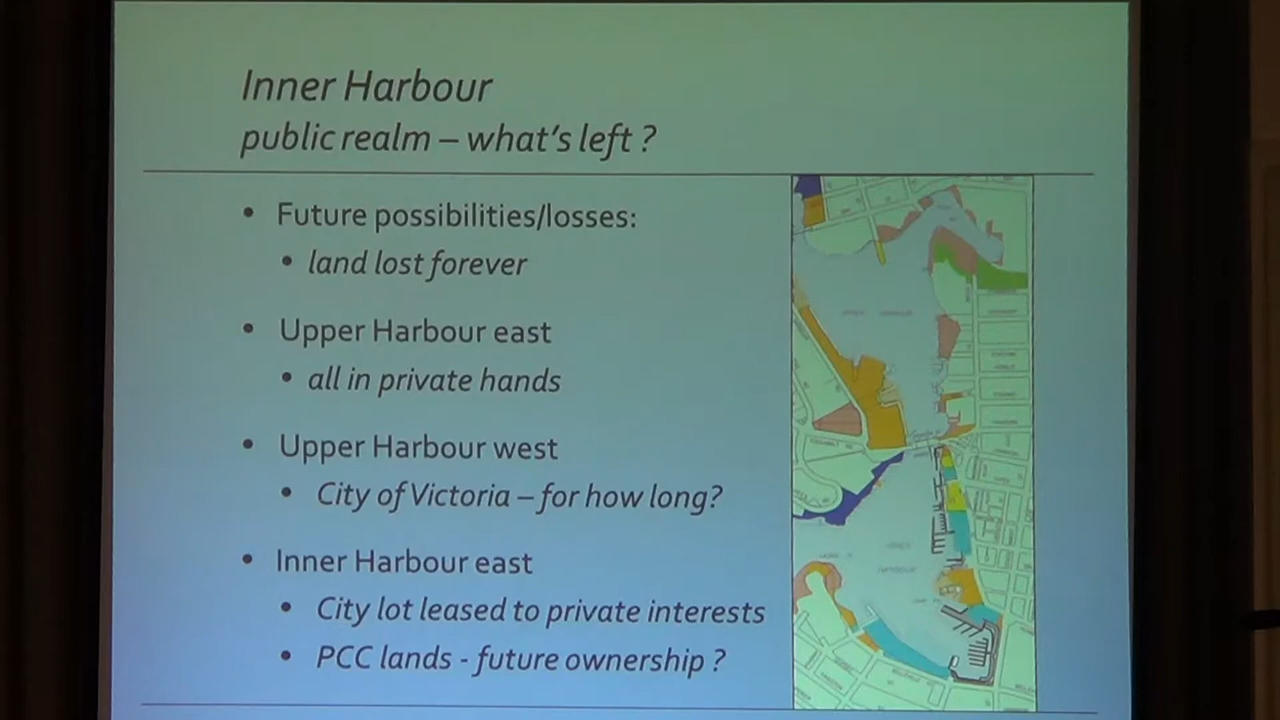 Inner Harbour
public realm – what's left ?
• Future possibilities/losses:
• land lost forever
• Upper Harbour east
• all in private hands
• Upper Harbour west
• City of Victoria – for how long?
• Inner Harbour east
• City lot leased to private interests
• PCC lands - future ownership ?